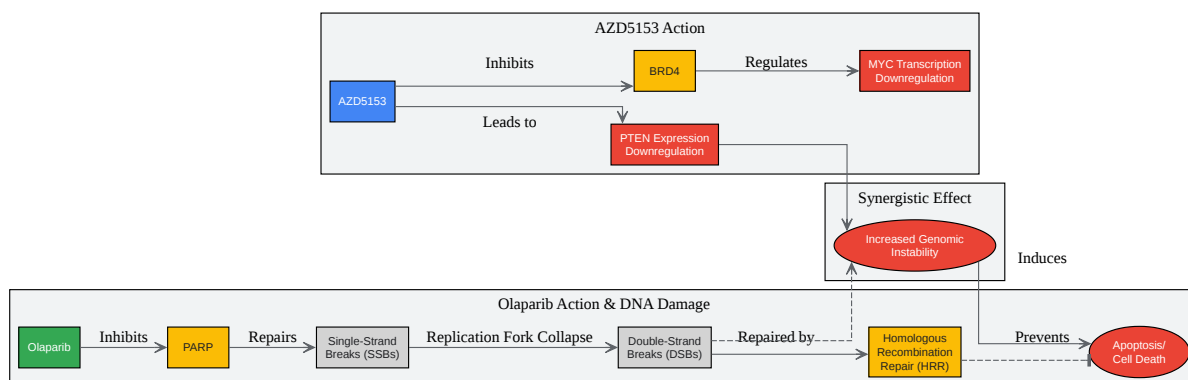 AZD5153 Action
Inhibits
BRD4
Regulates
MYC Transcription
Downregulation
AZD5153
Leads to
PTEN Expression
Downregulation
Synergistic Effect
Increased Genomic
Instability
Induces
Olaparib Action & DNA Damage
Olaparib
Inhibits
PARP
Repairs
Single-Strand
Breaks (SSBs)
Replication Fork Collapse
Double-Strand
Breaks (DSBs)
Repaired by
Homologous
Recombination
Repair (HRR)
Prevents
Apoptosis/
Cell Death